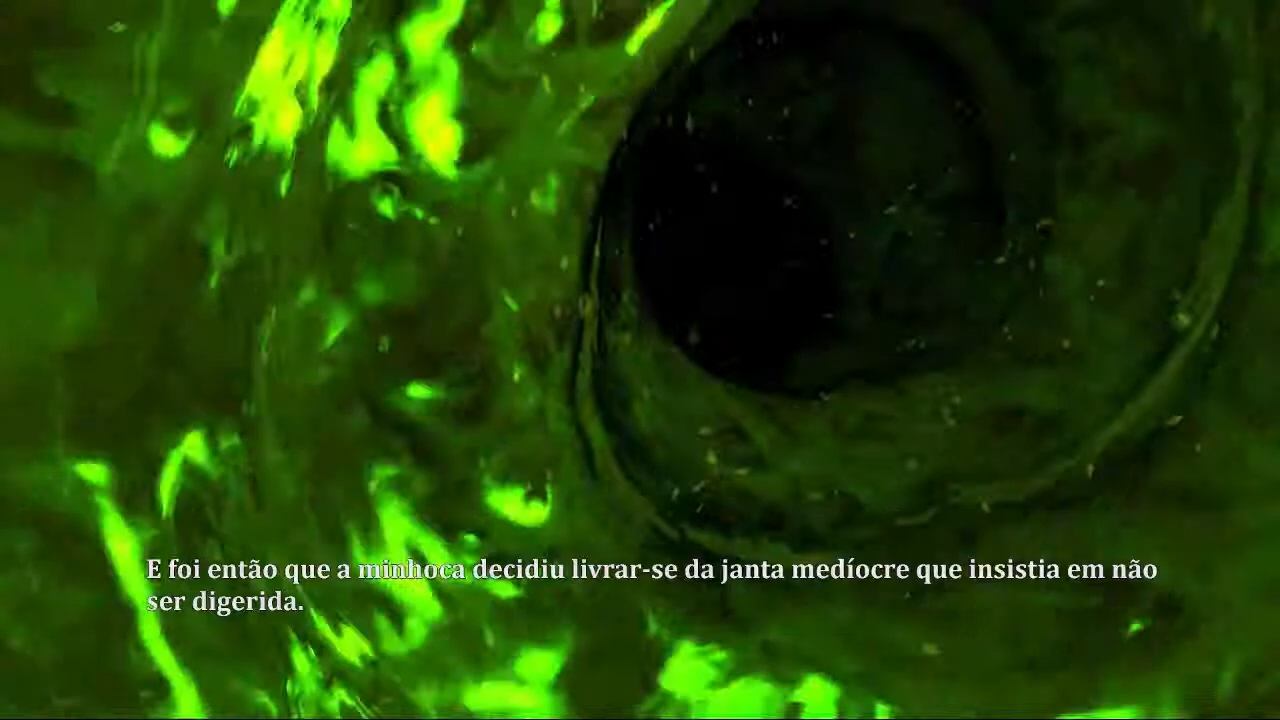 E foi então que a minhoca decidiu livrar-se da janta medíocre que insistia em não
ser digerida.